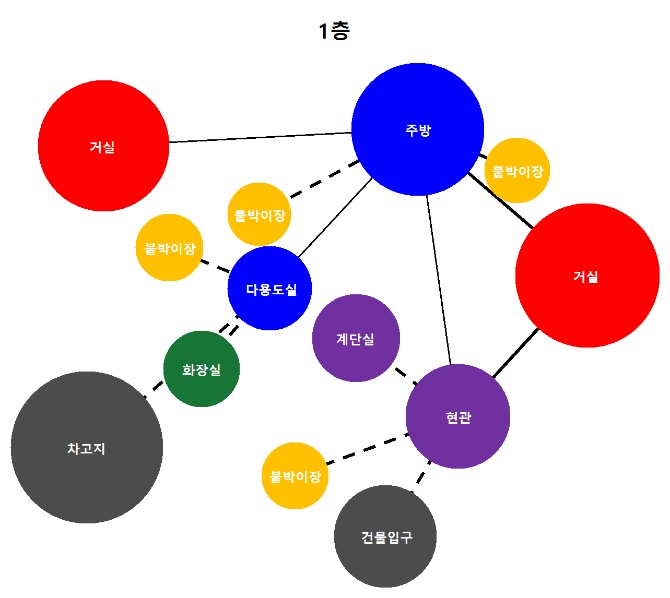 1층
주방
거실
붙박이장
붙박이장
붙박이장
거실
다용도실
계단실
화장실
현관
차고지
붙박이장
건물입구